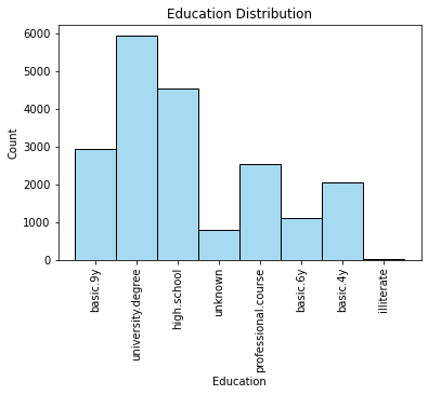 Education Distribution
6000
5000
4000
3000
2000
1000
0
Count
basic.9y
university.degree
high.school
unknown
professional.course
basic.6y
basic.4y
illiterate
Education